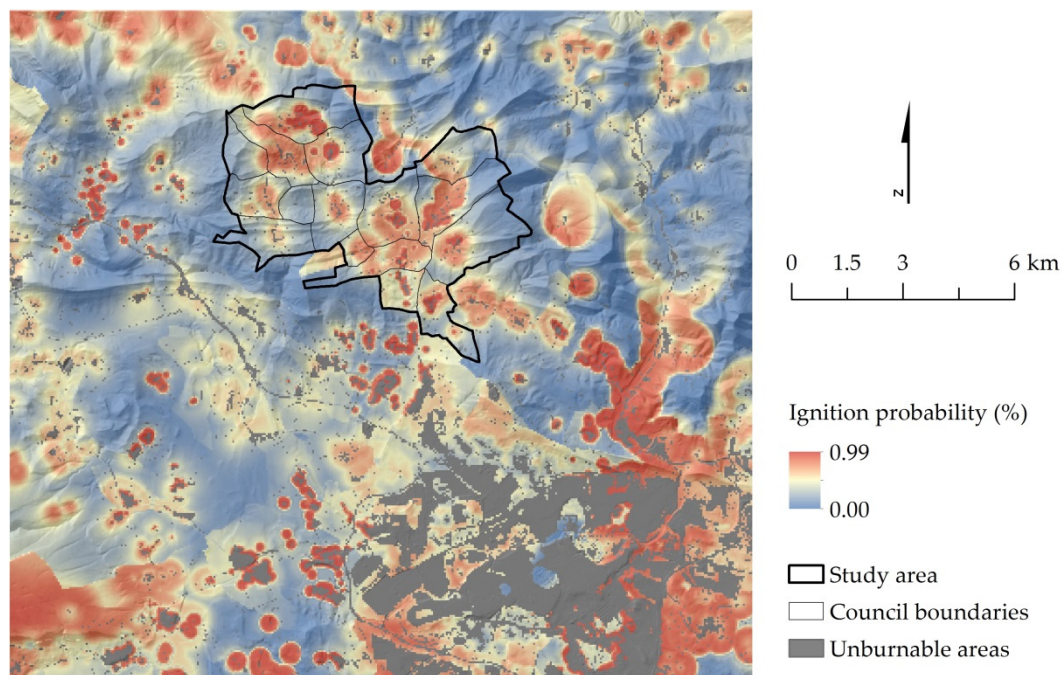 N
0 1.5 3 6 km
Ignition probability (%)
0.99
0.00
Study area
Council boundaries
Unburnable areas